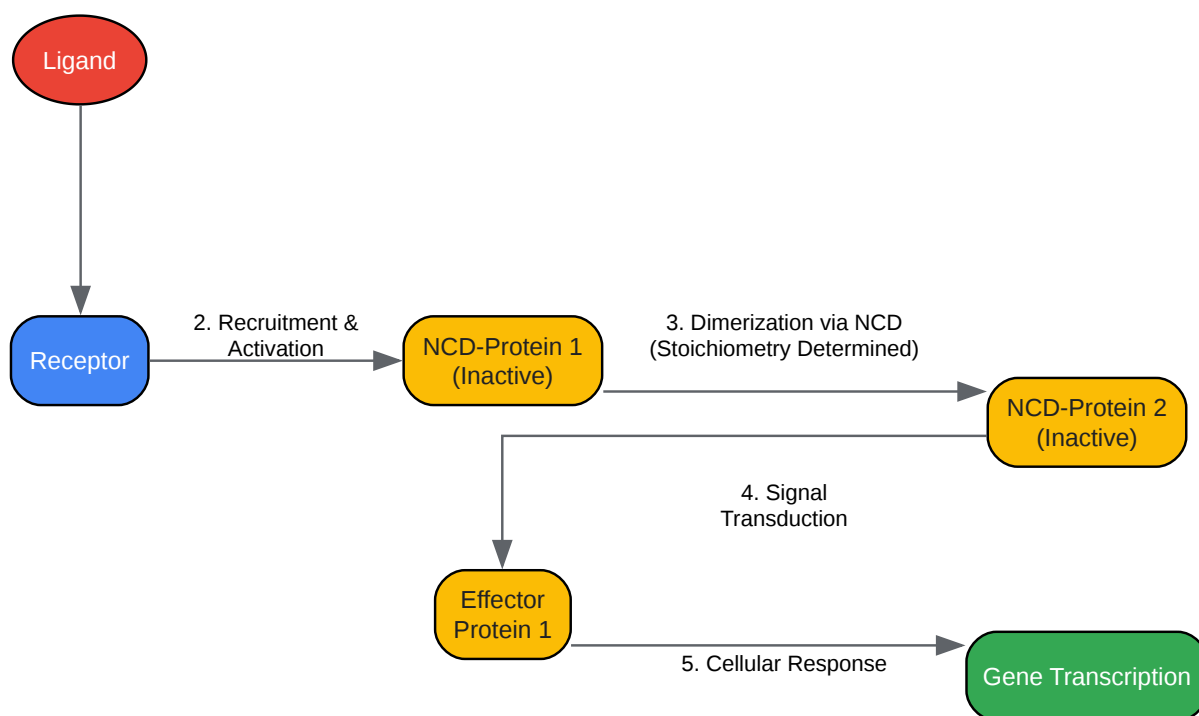 Ligand
Receptor
2. Recruitment &
Activation
NCD-Protein 1
(Inactive)
3. Dimerization via NCD
(Stoichiometry Determined)
NCD-Protein 2
(Inactive)
4. Signal
Transduction
Effector
Protein 1
5. Cellular Response
Gene Transcription